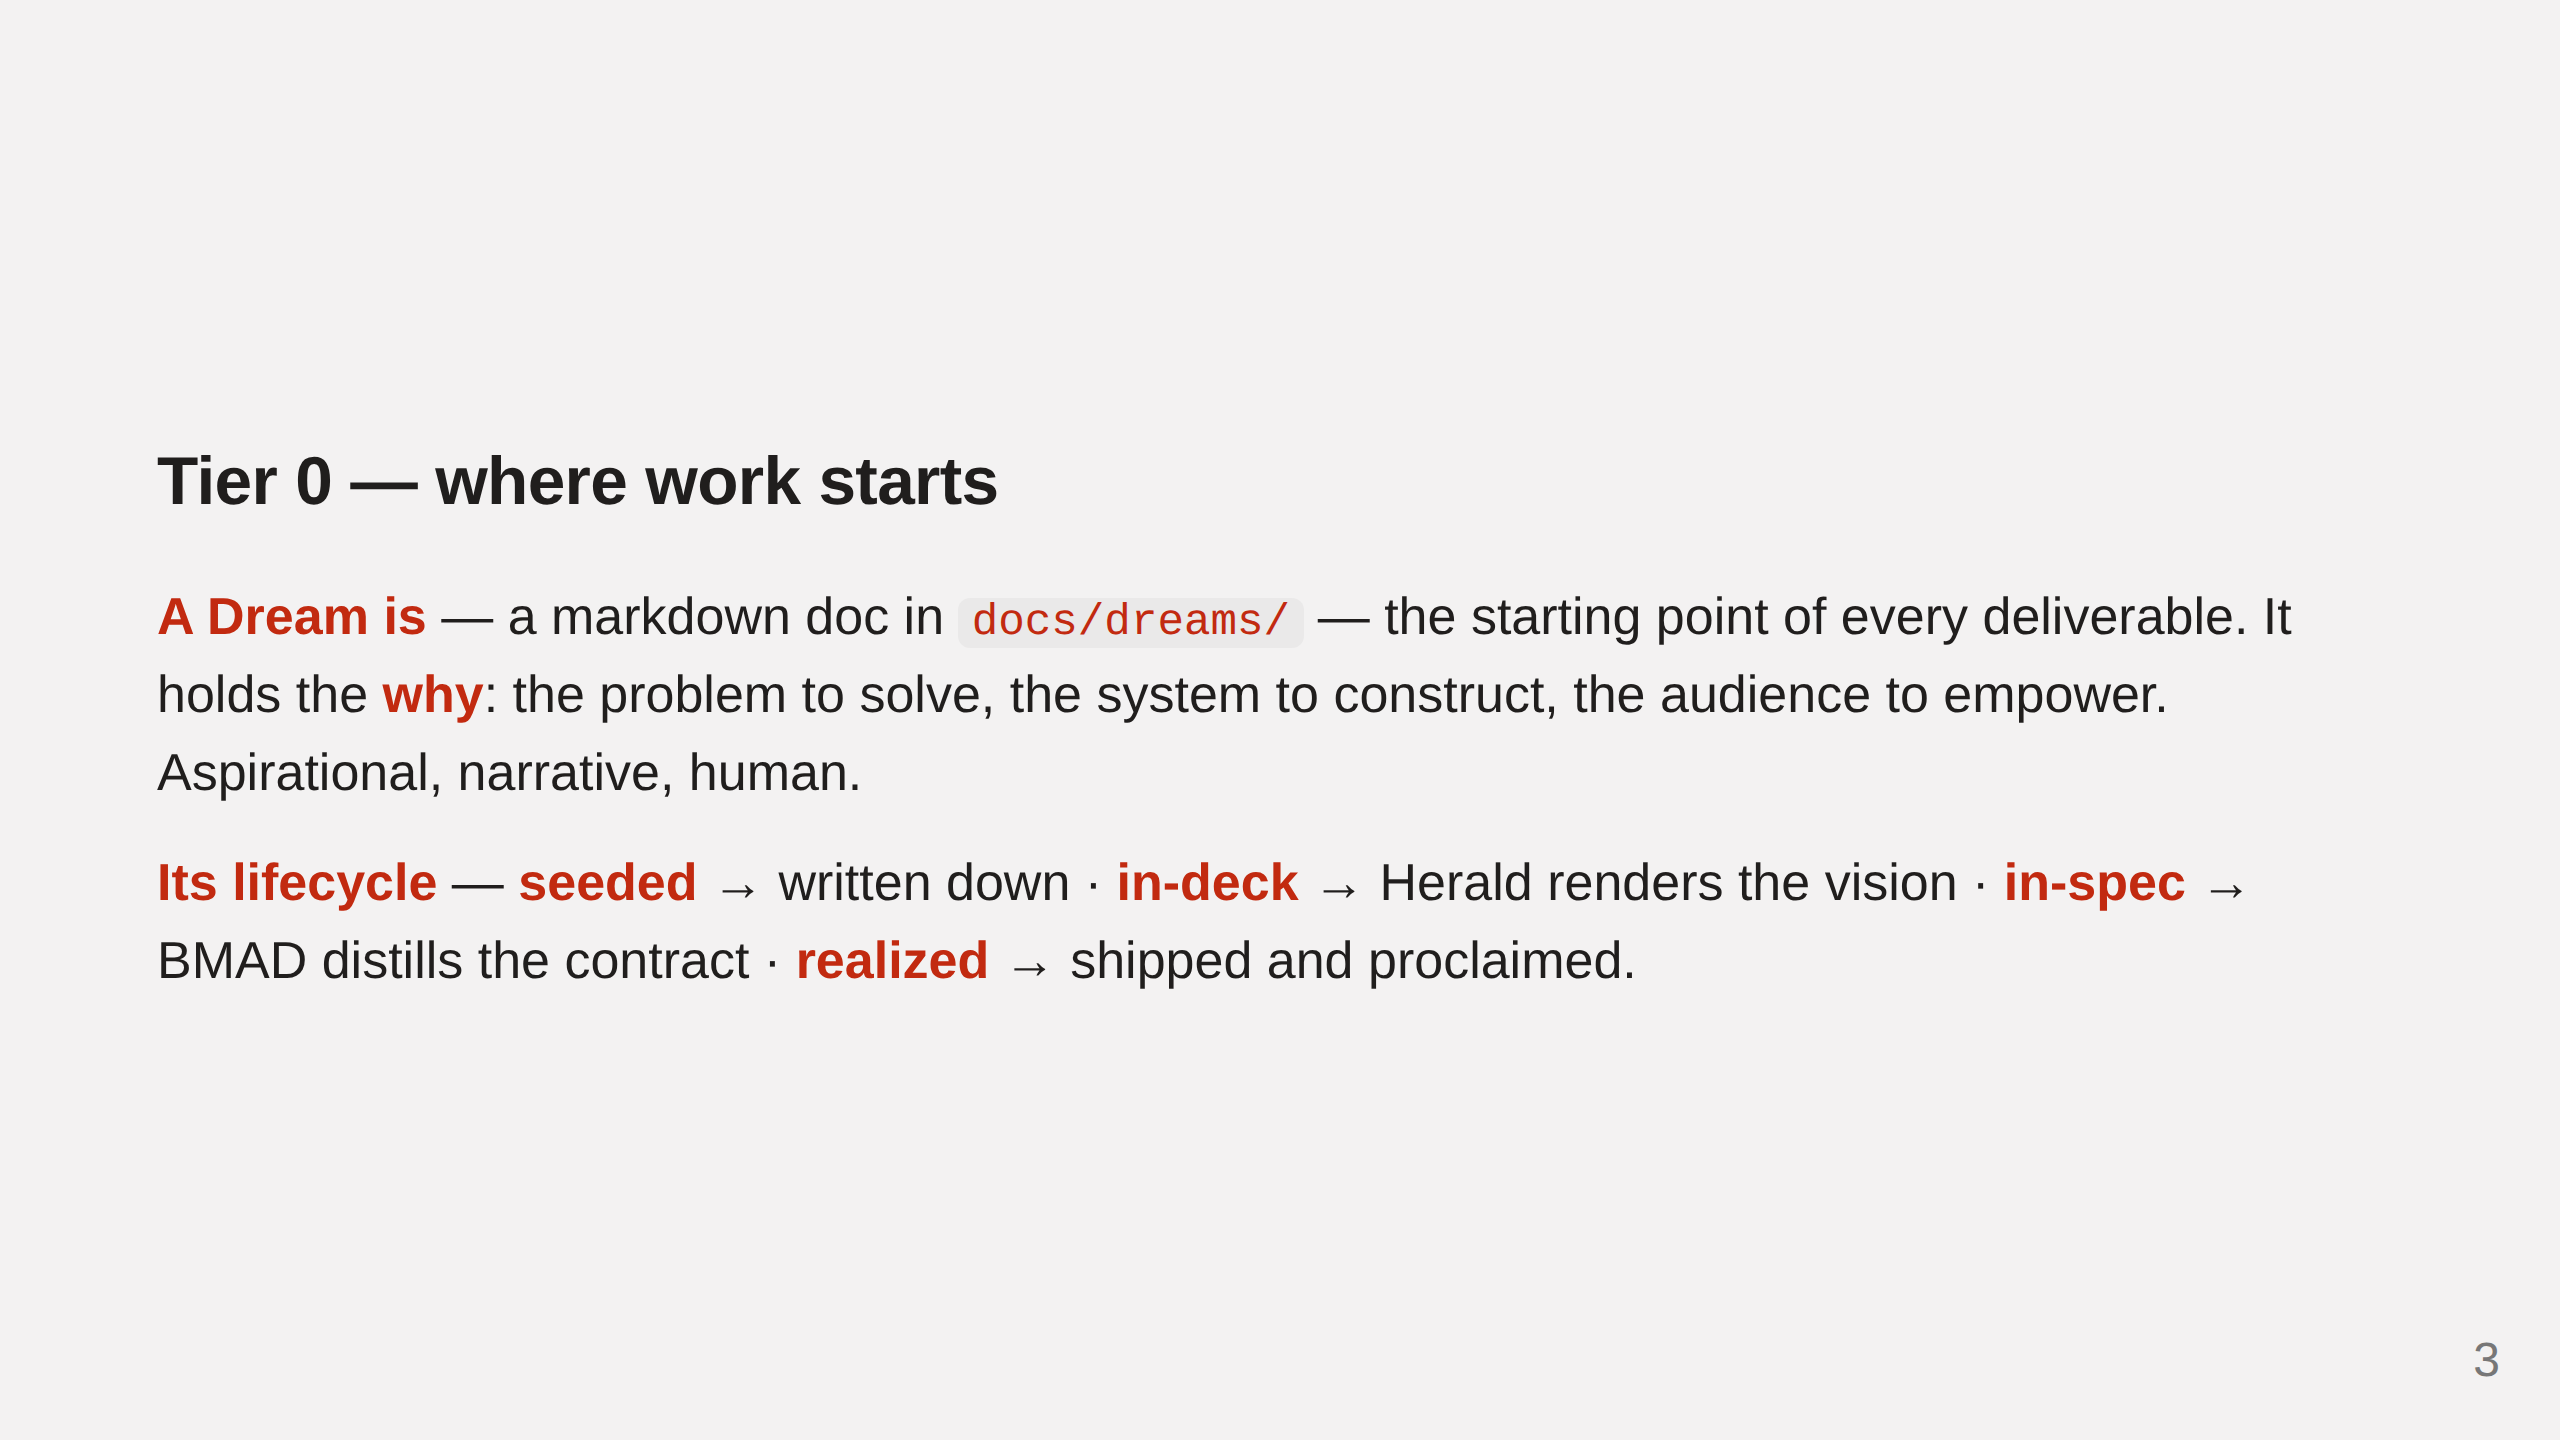 Tier 0 — where work starts
A Dream is — a markdown doc in docs/dreams/ — the starting point of every deliverable. It
holds the why: the problem to solve, the system to construct, the audience to empower.
Aspirational, narrative, human.
Its lifecycle — seeded → written down · in-deck → Herald renders the vision · in-spec →
BMAD distills the contract · realized → shipped and proclaimed.
3